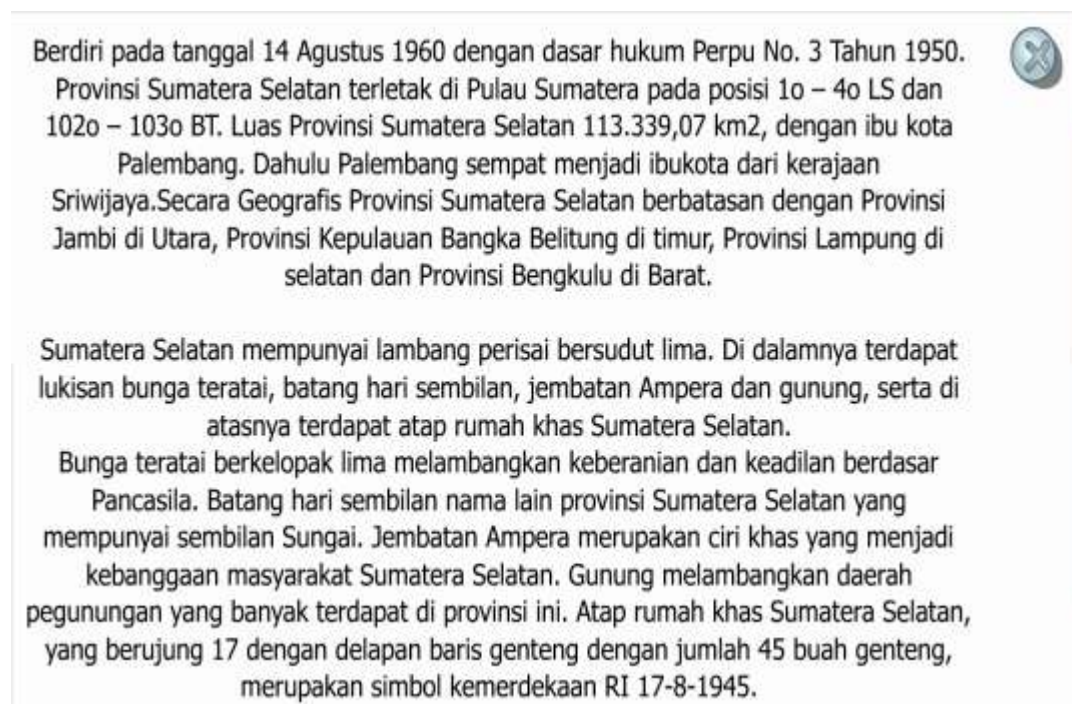 Berdiri pada tanggal 14 Agustus 1960 dengan dasar hukum Perpu No. 3 Tahun 1950.
Provinsi Sumatera Selatan terletak di Pulau Sumatera pada posisi 1o – 4o LS dan
102o – 103o BT. Luas Provinsi Sumatera Selatan 113.339,07 km2, dengan ibu kota
Palembang. Dahulu Palembang sempat menjadi ibukota dari kerajaan
Sriwijaya.Secara Geografis Provinsi Sumatera Selatan berbatasan dengan Provinsi
Jambi di Utara, Provinsi Kepulauan Bangka Belitung di timur, Provinsi Lampung di
selatan dan Provinsi Bengkulu di Barat.
Sumatera Selatan mempunyai lambang perisai bersudut lima. Di dalamnya terdapat
lukisan bunga teratai, batang hari sembilan, jembatan Ampera dan gunung, serta di
atasnya terdapat atap rumah khas Sumatera Selatan.
Bunga teratai berkelopak lima melambangkan keberanian dan keadilan berdasar
Pancasila. Batang hari sembilan nama lain provinsi Sumatera Selatan yang
mempunyai sembilan Sungai. Jembatan Ampera merupakan ciri khas yang menjadi
kebanggaan masyarakat Sumatera Selatan. Gunung melambangkan daerah
pegunungan yang banyak terdapat di provinsi ini. Atap rumah khas Sumatera Selatan,
yang berujung 17 dengan delapan baris genteng dengan jumlah 45 buah genteng,
merupakan simbol kemerdekaan RI 17-8-1945.